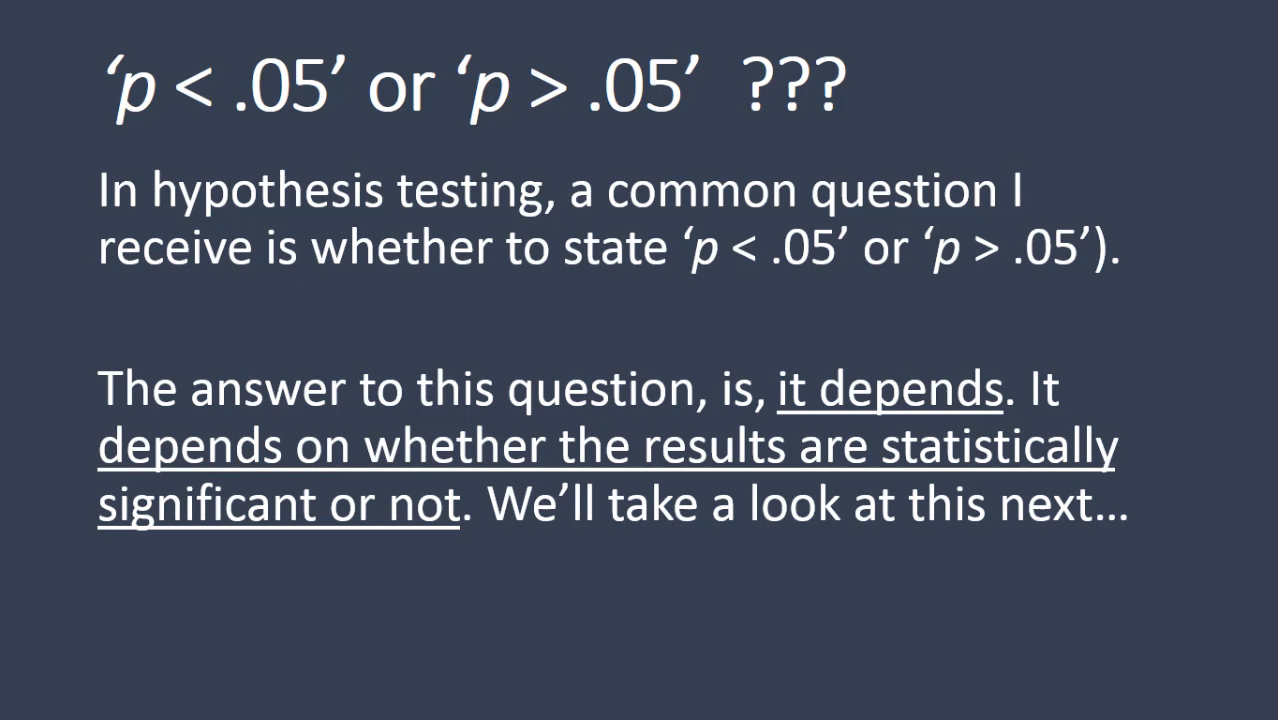 ‘p < .05’ or ‘p > .05’ ???
In hypothesis testing, a common question I
receive is whether to state ‘p < .05’ or ‘p > .05’).
The answer to this question, is, it depends. It
depends on whether the results are statistically
significant or not. We’ll take a look at this next…